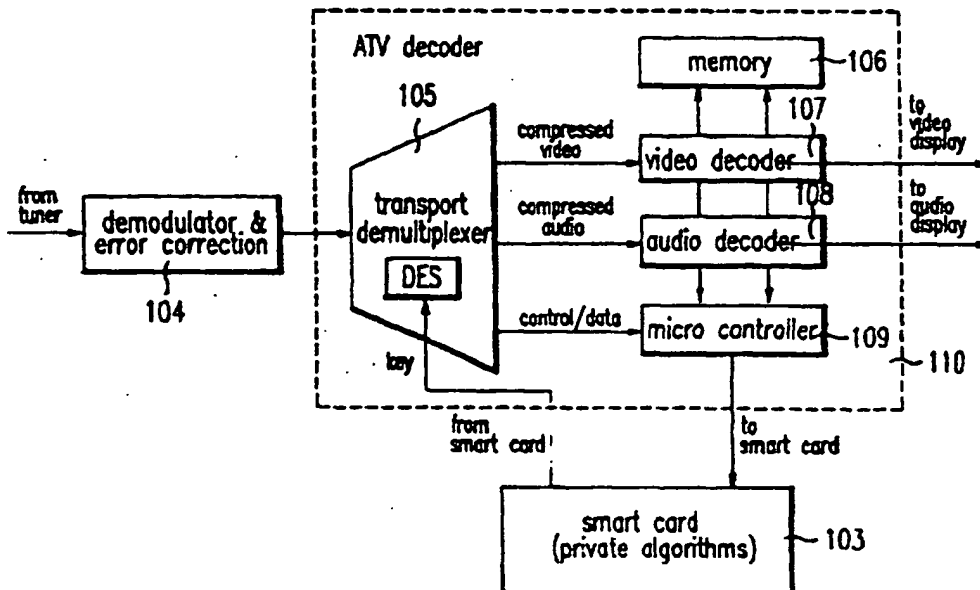 ATV decoder
memory
106
105
107
to
video
display
compressed
video
video decoder
from
tuner
demodulator &
error correction
transport
demultiplexer
compressed
audio
108
to
audio
display
audio decoder
DES
104
control/data
micro controller
109
key
110
from
smart card
to
smart card
smart card
(private algorithms)
103